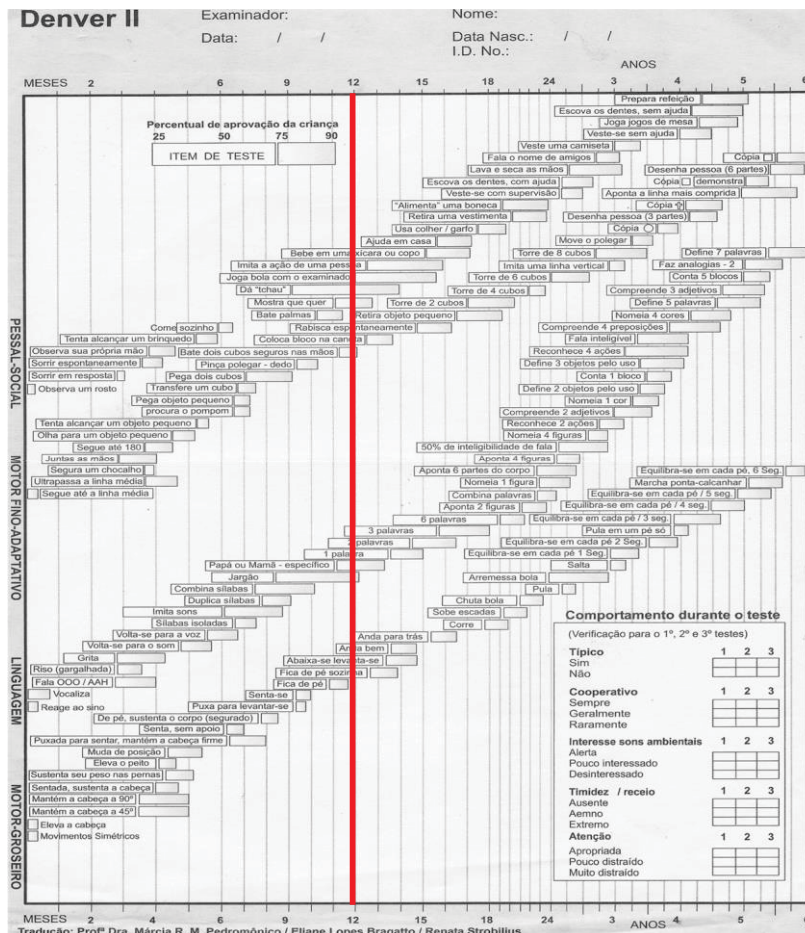 Denver II
Examinador:
Nome:
Data: / /
Data Nasc.: / /
I.D. No.:
ANOS
MESES 2 4 6 9 12 15 18 24 3 4 5 6
Percentual de aprovação da criança
25 50 75 90
ITEM DE TESTE
Prepara refeição
Escova os dentes, sem ajuda
Joga jogos de mesa
Veste-se sem ajuda
Veste uma camiseta
Fala o nome de amigos
Cópia □
Lava e seca as mãos
Desenha pessoa (6 partes)
Escova os dentes, com ajuda
Cópia □ demonstra
Veste-se com supervisão
Aponta a linha mais comprida
"Alimenta" uma boneca
Cópia
Retira uma vestimenta
Desenha pessoa (3 partes)
Usa colher / garfo
Cópia ○
Ajuda em casa
Move o polegar
Bebe em uma xicara ou copo
Torre de 8 cubos
Define 7 palavras
Imita a ação de uma pessoa
Imita uma linha vertical
Faz analogias - 2
Joga bola com o examinador
Torre de 6 cubos
Conta 5 blocos
Dá "tchau"
Torre de 4 cubos
Compreende 3 adjetivos
Mostra que quer
Torre de 2 cubos
Define 5 palavras
Bate palmas
Retira objeto pequeno
Nomeia 4 cores
PESSAL-SOCIAL
Come sozinho
Rabisca espontaneamente
Compreende 4 preposições
Tenta alcançar um brinquedo
Coloca bloco na caneca
Fala inteligível
Observa sua própria mão
Bate dois cubos seguros nas mãos
Reconhece 4 ações
Sorrir espontaneamente
Pinça polegar - dedo
Define 3 objetos pelo uso
Sorrir em resposta
Pega dois cubos
Conta 1 bloco
Observa um rosto
Transfere um cubo
Define 2 objetos pelo uso
Pega objeto pequeno
Nomeia 1 cor
procura o pompom
Compreende 2 adjetivos
Tenta alcançar um objeto pequeno
Reconhece 2 ações
Olha para um objeto pequeno
Nomeia 4 figuras
MOTOR FINO-ADAPTATIVO
Segue até 180
50% de inteligibilidade de fala
Juntas as mãos
Aponta 4 figuras
Segura um chocalho
Aponta 6 partes do corpo
Equilibra-se em cada pé, 6 Seg.
Ultrapassa a linha média
Nomeia 1 figura
Marcha ponta-calcanhar
Segue até a linha média
Combina palavras
Equilibra-se em cada pé / 5 seg.
Aponta 2 figuras
Equilibra-se em cada pé / 4 seg.
6 palavras
Equilibra-se em cada pé / 3 seg.
3 palavras
Pula em um pé só
palavras
Equilibra-se em cada pé 2 Seg.
1 palavra
Equilibra-se em cada pé 1 Seg.
Papá ou Mamã - específico
Salta
Jargão
Arremessa bola
Combina sílabas
Pula
Duplica sílabas
Chuta bola
Imita sons
Sobe escadas
Sílabas isoladas
Corre
LINGUAGEM
Volta-se para a voz
Anda para trás
Volta-se para o som
Anda bem
Grita
Abaixa-se levanta-se
Riso (gargalhada)
Fica de pé sozinha
Fala OOO / AAH
Fica de pé
Vocaliza
Senta-se
Reage ao sino
Puxa para levantar-se
De pé, sustenta o corpo (segurado)
Senta, sem apoio
Puxada para sentar, mantém a cabeça firme
MOTOR-GROSEIRO
Muda de posição
Eleva o peito
Sustenta seu peso nas pernas
Sentada, sustenta a cabeça
Mantém a cabeça a 90º
Mantém a cabeça a 45º
Eleva a cabeça
Movimentos Simétricos
Comportamento durante o teste
(Verificação para o 1º, 2º e 3º testes)
Típico 1 2 3
Sim
Não
Cooperativo 1 2 3
Sempre
Geralmente
Raramente
Interesse sons ambientais 1 2 3
Alerta
Pouco interessado
Desinteressado
Timidez / receio 1 2 3
Ausente
Aemno
Extremo
Atenção 1 2 3
Apropriada
Pouco distraído
Muito distraído
MESES 2 4 6 9 12 15 18 24 3 4 5 6
ANOS
Tradução: Profª Dra. Márcia R. M. Pedromônico / Eliane Lopes Bragatto / Renata Strobilius